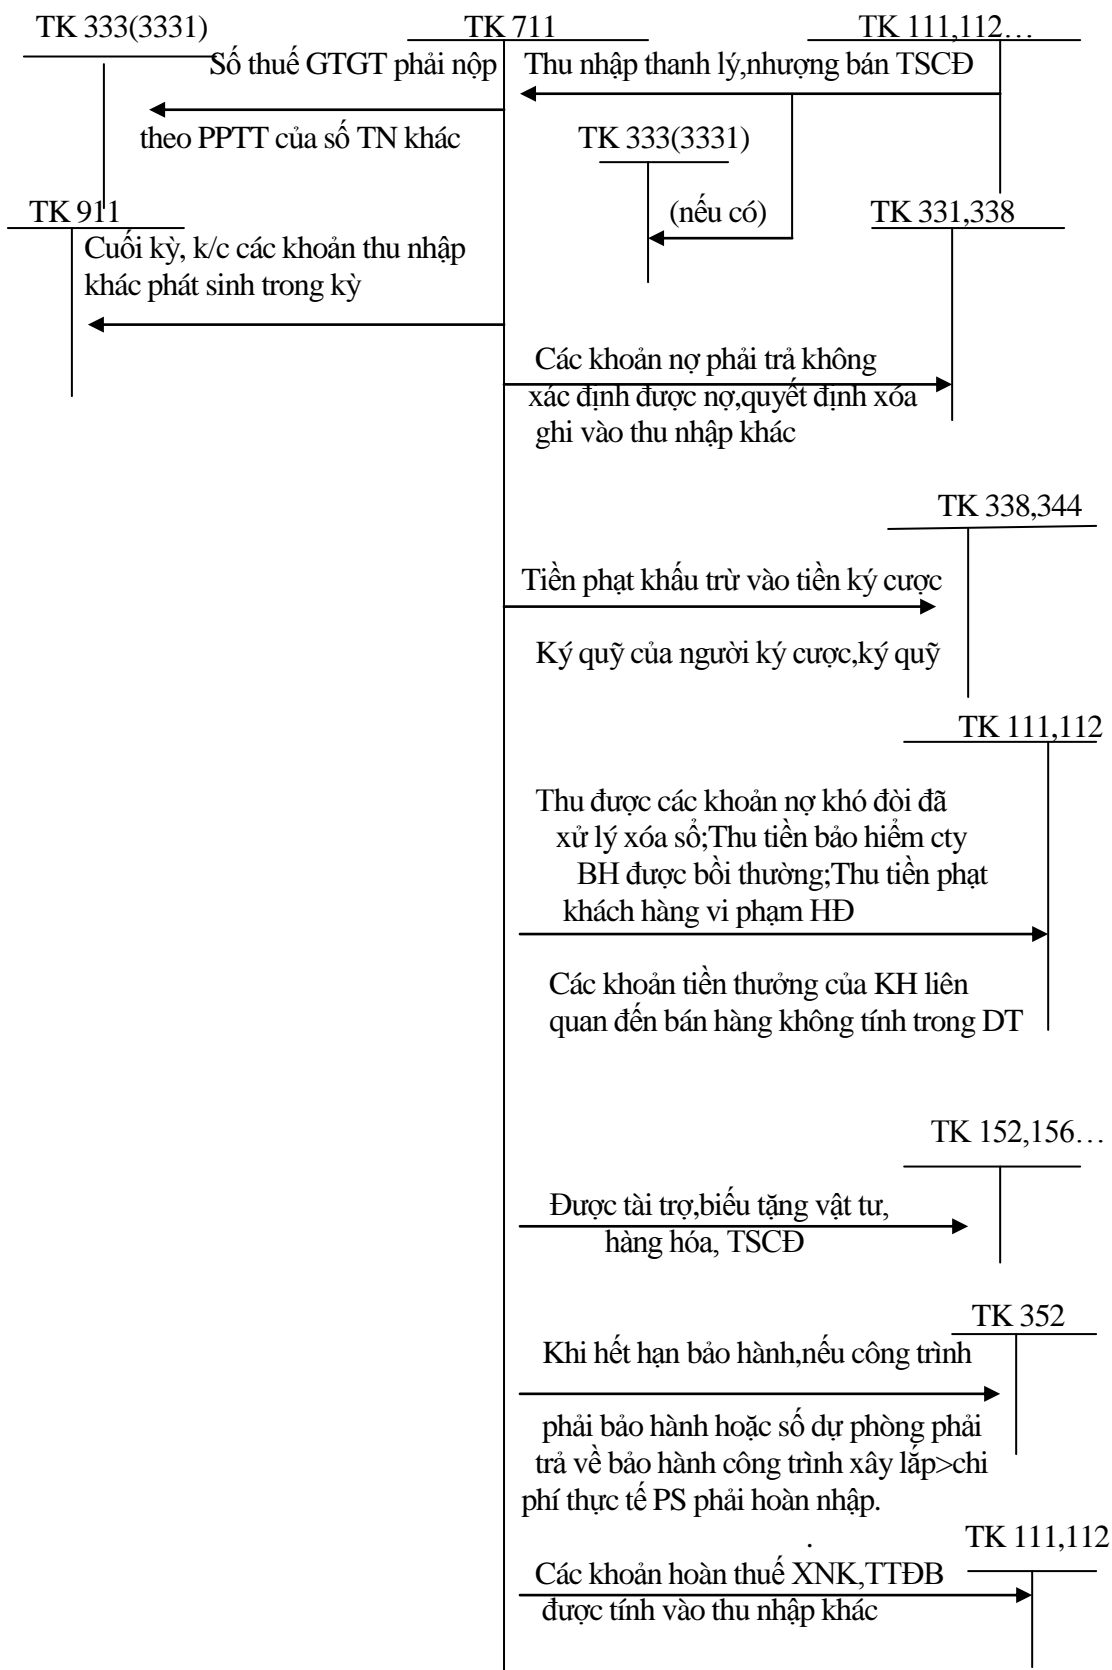 TK 333(3331)
TK 711
TK 111,112…
Số thuế GTGT phải nộp
Thu nhập thanh lý,nhượng bán TSCĐ
theo PPTT của số TN khác
TK 333(3331)
(nếu có)
TK 911
TK 331,338
Cuối kỳ, k/c các khoản thu nhập
khác phát sinh trong kỳ
Các khoản nợ phải trả không
xác định được nợ,quyết định xóa
ghi vào thu nhập khác
TK 338,344
Tiền phạt khấu trừ vào tiền ký cược
Ký quỹ của người ký cược,ký quỹ
TK 111,112
Thu được các khoản nợ khó đòi đã
xử lý xóa sổ;Thu tiền bảo hiểm cty
BH được bồi thường;Thu tiền phạt
khách hàng vi phạm HĐ
Các khoản tiền thưởng của KH liên
quan đến bán hàng không tính trong DT
TK 152,156…
Được tài trợ,biếu tặng vật tư,
hàng hóa, TSCĐ
TK 352
Khi hết hạn bảo hành,nếu công trình
phải bảo hành hoặc số dự phòng phải
trả về bảo hành công trình xây lắp>chi
phí thực tế PS phải hoàn nhập.
.
TK 111,112
Các khoản hoàn thuế XNK,TTĐB
được tính vào thu nhập khác